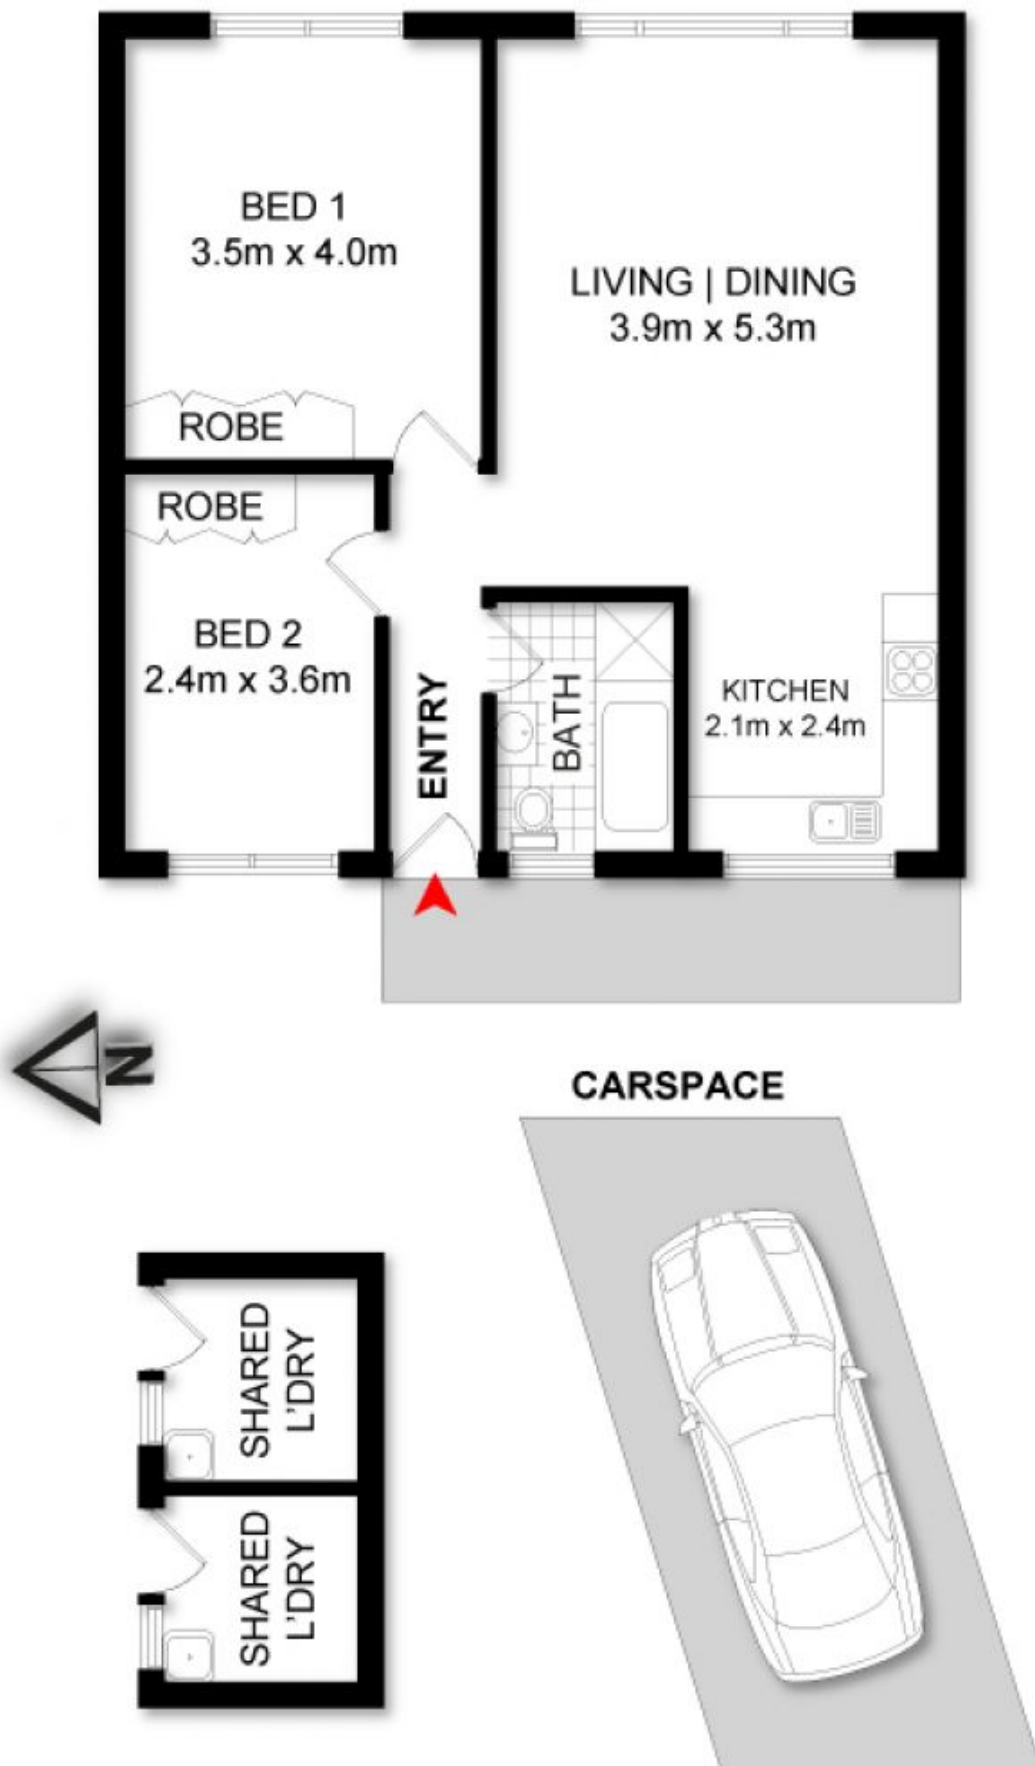 BED 1
3.5m x 4.0m
LIVING | DINING
3.9m x 5.3m
ROBE
ROBE
BED 2
2.4m x 3.6m
ENTRY
BATH
KITCHEN
2.1m x 2.4m
N
CARSPACE
SHARED
L'DRY
SHARED
L'DRY